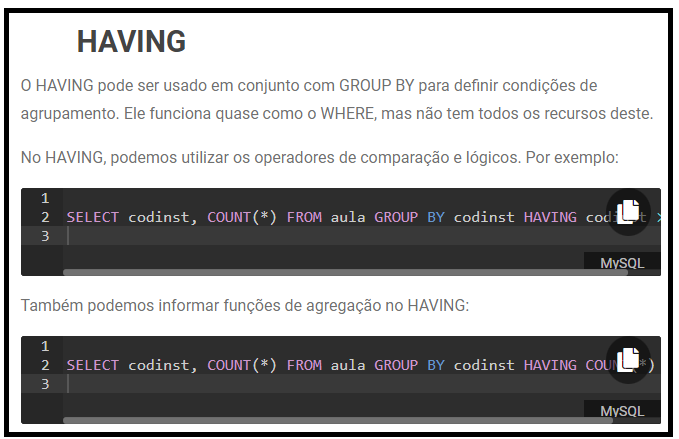 HAVING
O HAVING pode ser usado em conjunto com GROUP BY para definir condições de
agrupamento. Ele funciona quase como o WHERE, mas não tem todos os recursos deste.
No HAVING, podemos utilizar os operadores de comparação e lógicos. Por exemplo:
1
2 SELECT codinst, COUNT(*) FROM aula GROUP BY codinst HAVING codinst >
3
MySQL
Também podemos informar funções de agregação no HAVING:
1
2 SELECT codinst, COUNT(*) FROM aula GROUP BY codinst HAVING COUNT(*)
3
MySQL